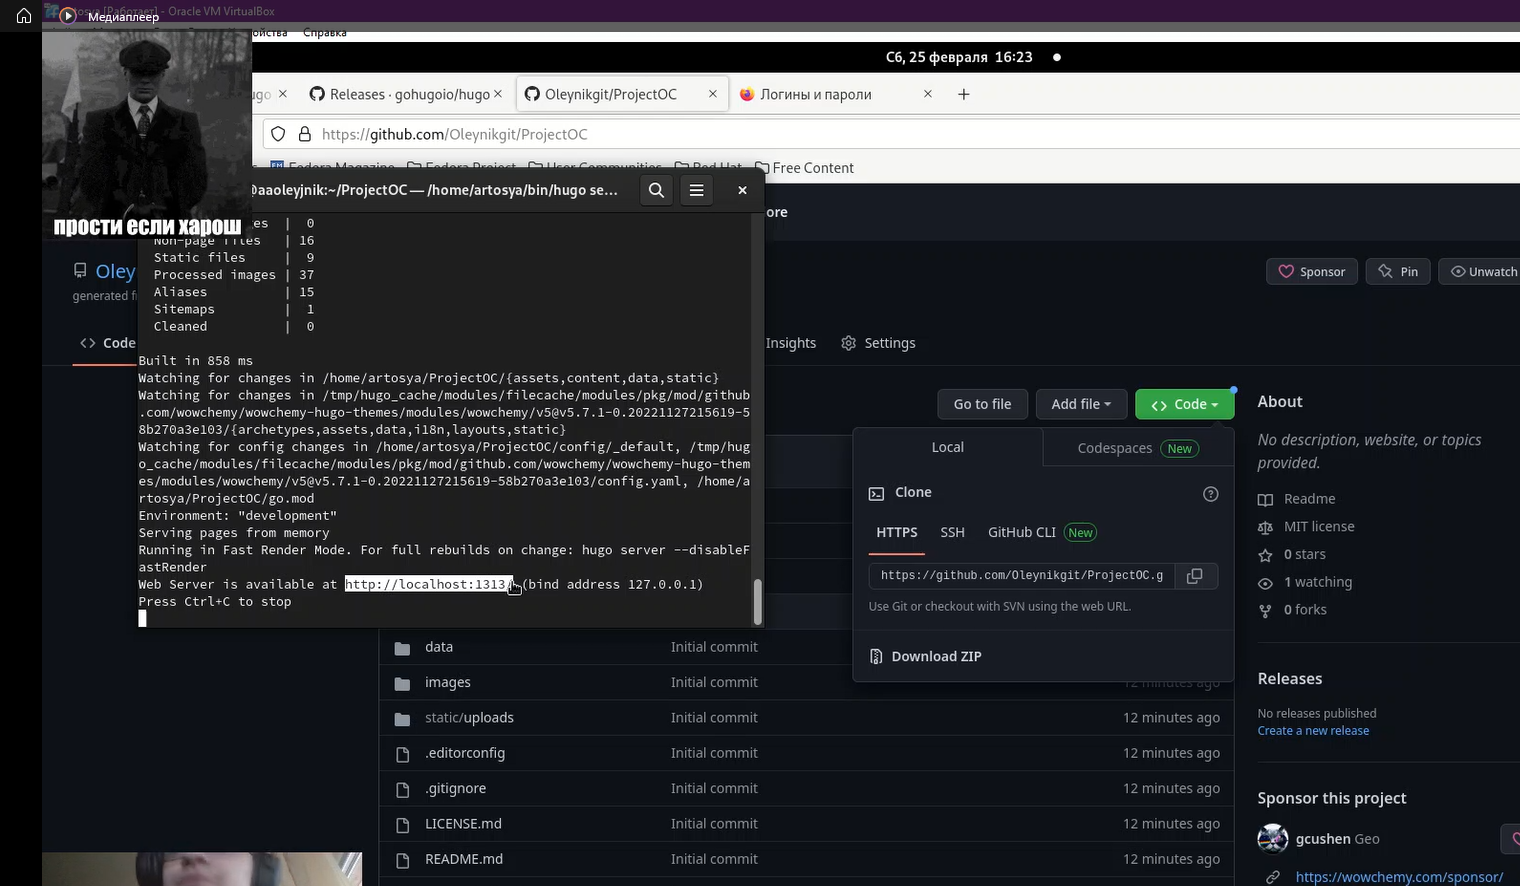 Медиаплеер
[Работает] - Oracle VM VirtualBox
Справка
Сб, 25 февраля 16:23
Releases · gohugoio/hugo
Oleynikgit/ProjectOC
Логины и пароли
https://github.com/Oleynikgit/ProjectOC
Fedora Magazine
Fedora Project
User Communities
Red Hat
Free Content
aaoleyjnik:~/ProjectOC — /home/artosya/bin/hugo se...
прости если хaрош
Non-page files | 16
Static files | 9
Processed images | 37
Aliases | 15
Sitemaps | 1
Cleaned | 0
Built in 858 ms
Watching for changes in /home/artosya/ProjectOC/{assets,content,data,static}
Watching for changes in /tmp/hugo_cache/modules/filecache/modules/pkg/mod/github
.com/wowchemy/wowchemy-hugo-themes/modules/wowchemy/v5@v5.7.1-0.20221127215619-5
8b270a3e103/{archetypes,assets,data,i18n,layouts,static}
Watching for config changes in /home/artosya/ProjectOC/config/_default, /tmp/hug
o_cache/modules/filecache/modules/pkg/mod/github.com/wowchemy/wowchemy-hugo-them
es/modules/wowchemy/v5@v5.7.1-0.20221127215619-58b270a3e103/config.yaml, /home/a
rtosya/ProjectOC/go.mod
Environment: "development"
Serving pages from memory
Running in Fast Render Mode. For full rebuilds on change: hugo server --disableF
astRender
Web Server is available at http://localhost:1313/ (bind address 127.0.0.1)
Press Ctrl+C to stop
Oley
generated f
Code
Insights
Settings
Sponsor
Pin
Unwatch
Go to file
Add file
Code
Local
Codespaces New
Clone
HTTPS
SSH
GitHub CLI New
https://github.com/Oleynikgit/ProjectOC.g
Use Git or checkout with SVN using the web URL.
Download ZIP
data Initial commit
images Initial commit 12 minutes ago
static/uploads Initial commit 12 minutes ago
.editorconfig Initial commit 12 minutes ago
.gitignore Initial commit 12 minutes ago
LICENSE.md Initial commit 12 minutes ago
README.md Initial commit 12 minutes ago
About
No description, website, or topics
provided.
Readme
MIT license
0 stars
1 watching
0 forks
Releases
No releases published
Create a new release
Sponsor this project
gcushen Geo
https://wowchemy.com/sponsor/